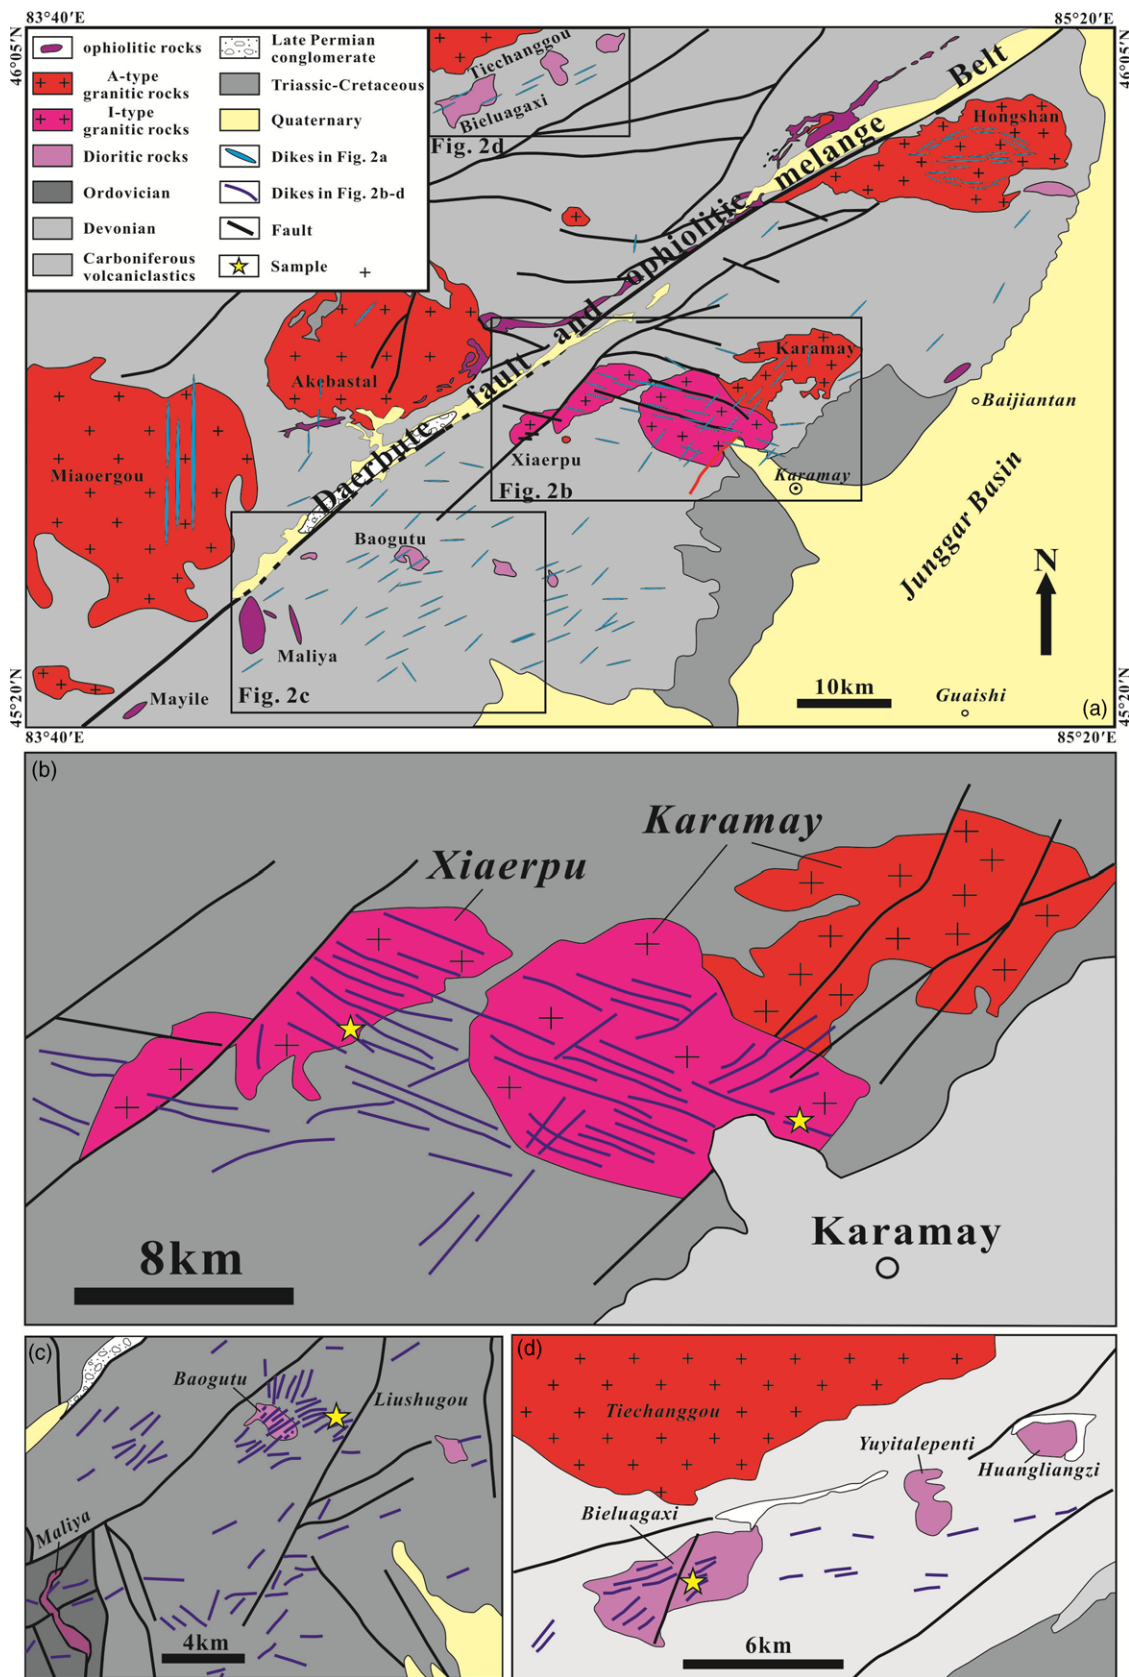 83°40′E
85°20′E
46°05′N
46°05′N
ophiolitic rocks
A-type
granitic rocks
I-type
granitic rocks
Dioritic rocks
Ordovician
Devonian
Carboniferous
volcaniclastics
Late Permian
conglomerate
Triassic-Cretaceous
Quaternary
Dikes in Fig. 2a
Dikes in Fig. 2b-d
Fault
Sample
Tiechanggou
Bieluagaxi
Fig. 2d
Hongshan
Daerbute fault and ophiolitic melange Belt
Akebastal
Karamay
Miaoergou
Xiaerpu
Fig. 2b
Karamay
Baijiantan
Junggar Basin
Baogutu
Maliya
Fig. 2c
Mayile
N
10km
Guaishi
(a)
45°20′N
45°20′N
83°40′E
85°20′E
(b)
Karamay
Xiaerpu
Karamay
8km
(c)
Baogutu
Liushugou
Maliya
4km
(d)
Tiechanggou
Yuyitalepenti
Huangliangzi
Bieluagaxi
6km